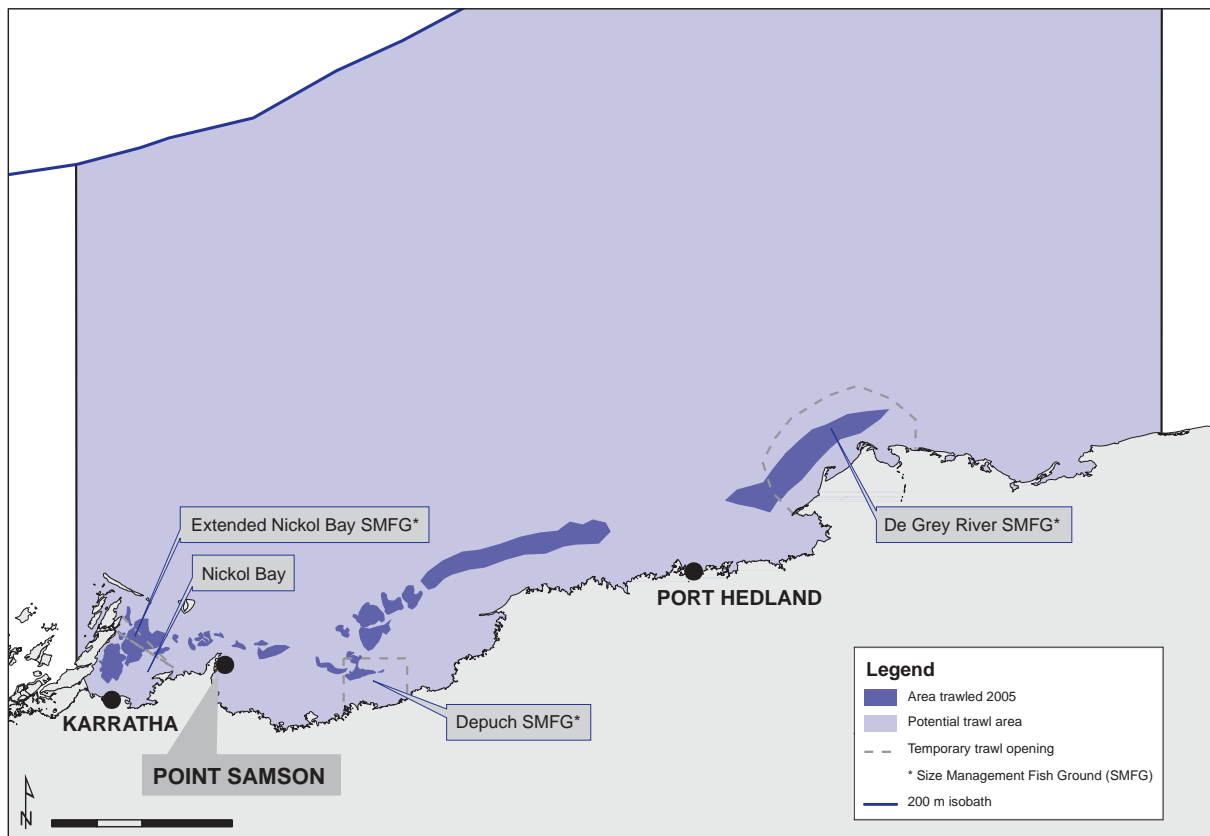 Extended Nickol Bay SMFG*
Nickol Bay
De Grey River SMFG*
PORT HEDLAND
KARRATHA
Depuch SMFG*
POINT SAMSON
N
Legend
Area trawled 2005
Potential trawl area
Temporary trawl opening
* Size Management Fish Ground (SMFG)
200 m isobath